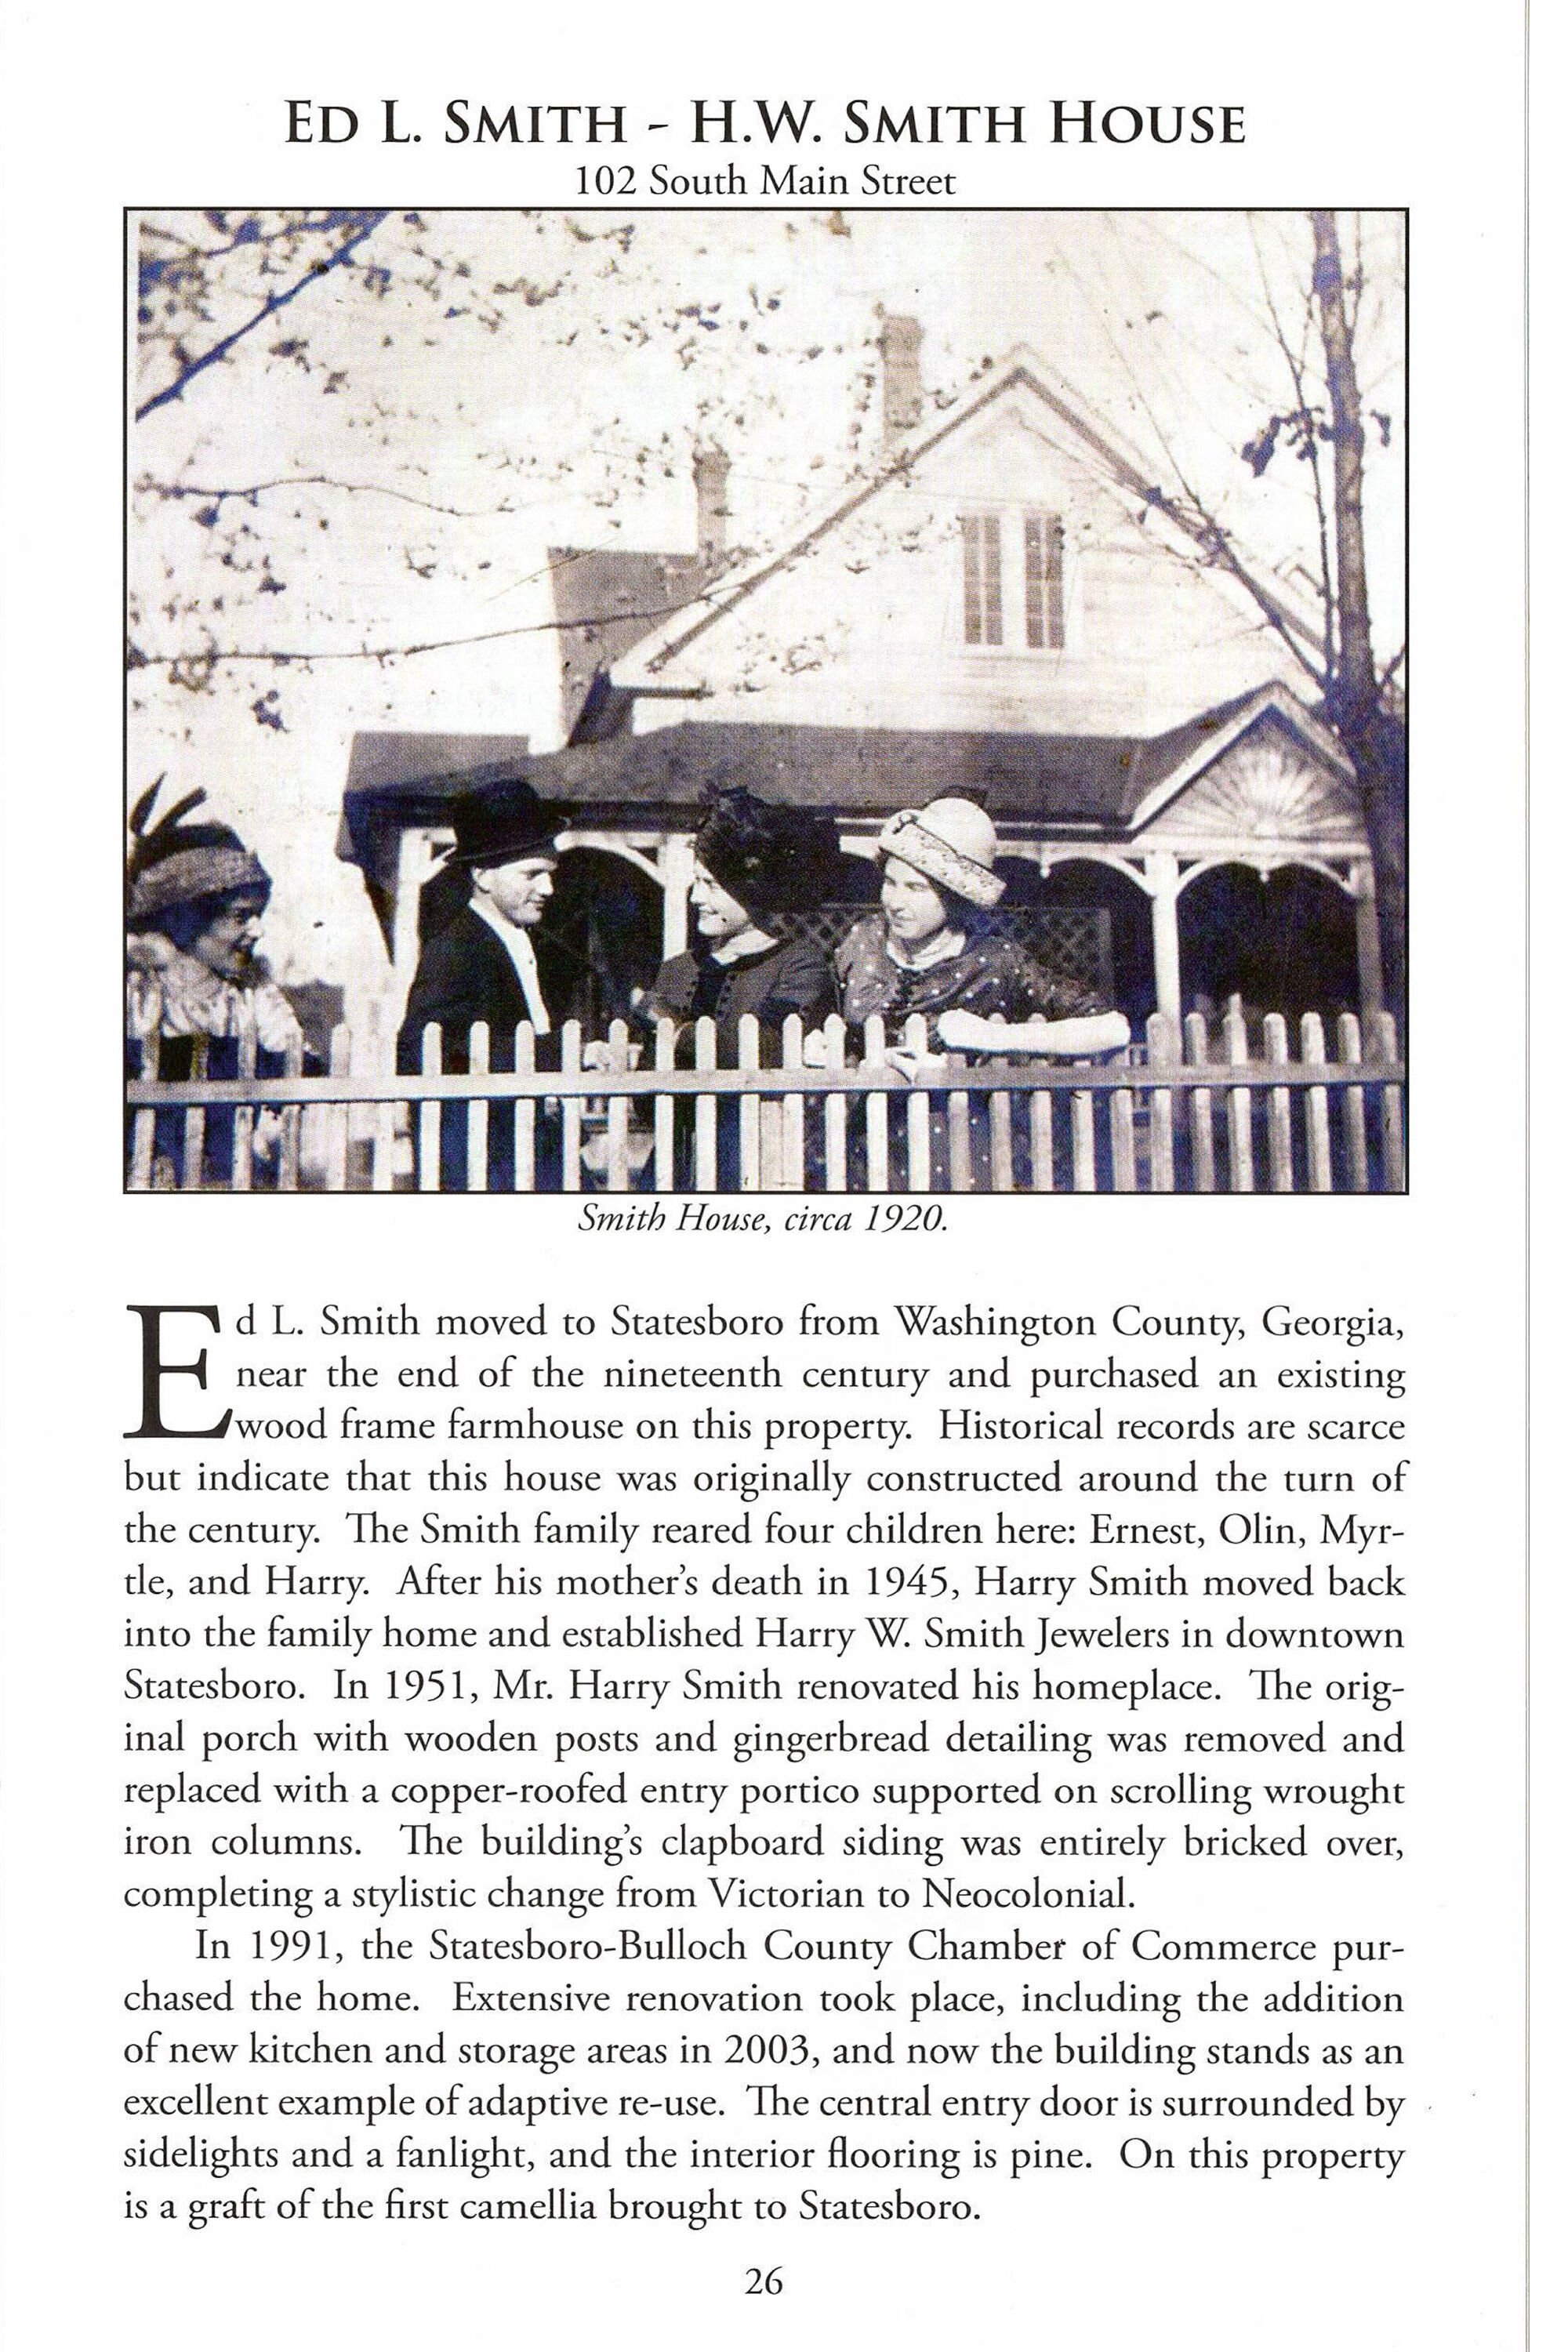 ED L. SMITH - H.W. SMITH HOUSE
102 South Main Street
Smith House, circa 1920.
Ed L. Smith moved to Statesboro from Washington County, Georgia,
near the end of the nineteenth century and purchased an existing
wood frame farmhouse on this property. Historical records are scarce
but indicate that this house was originally constructed around the turn of
the century. The Smith family reared four children here: Ernest, Olin, Myr-
tle, and Harry. After his mother's death in 1945, Harry Smith moved back
into the family home and established Harry W. Smith Jewelers in downtown
Statesboro. In 1951, Mr. Harry Smith renovated his homeplace. The orig-
inal porch with wooden posts and gingerbread detailing was removed and
replaced with a copper-roofed entry portico supported on scrolling wrought
iron columns. The building's clapboard siding was entirely bricked over,
completing a stylistic change from Victorian to Neocolonial.
In 1991, the Statesboro-Bulloch County Chamber of Commerce pur-
chased the home. Extensive renovation took place, including the addition
of new kitchen and storage areas in 2003, and now the building stands as an
excellent example of adaptive re-use. The central entry door is surrounded by
sidelights and a fanlight, and the interior flooring is pine. On this property
is a graft of the first camellia brought to Statesboro.
26